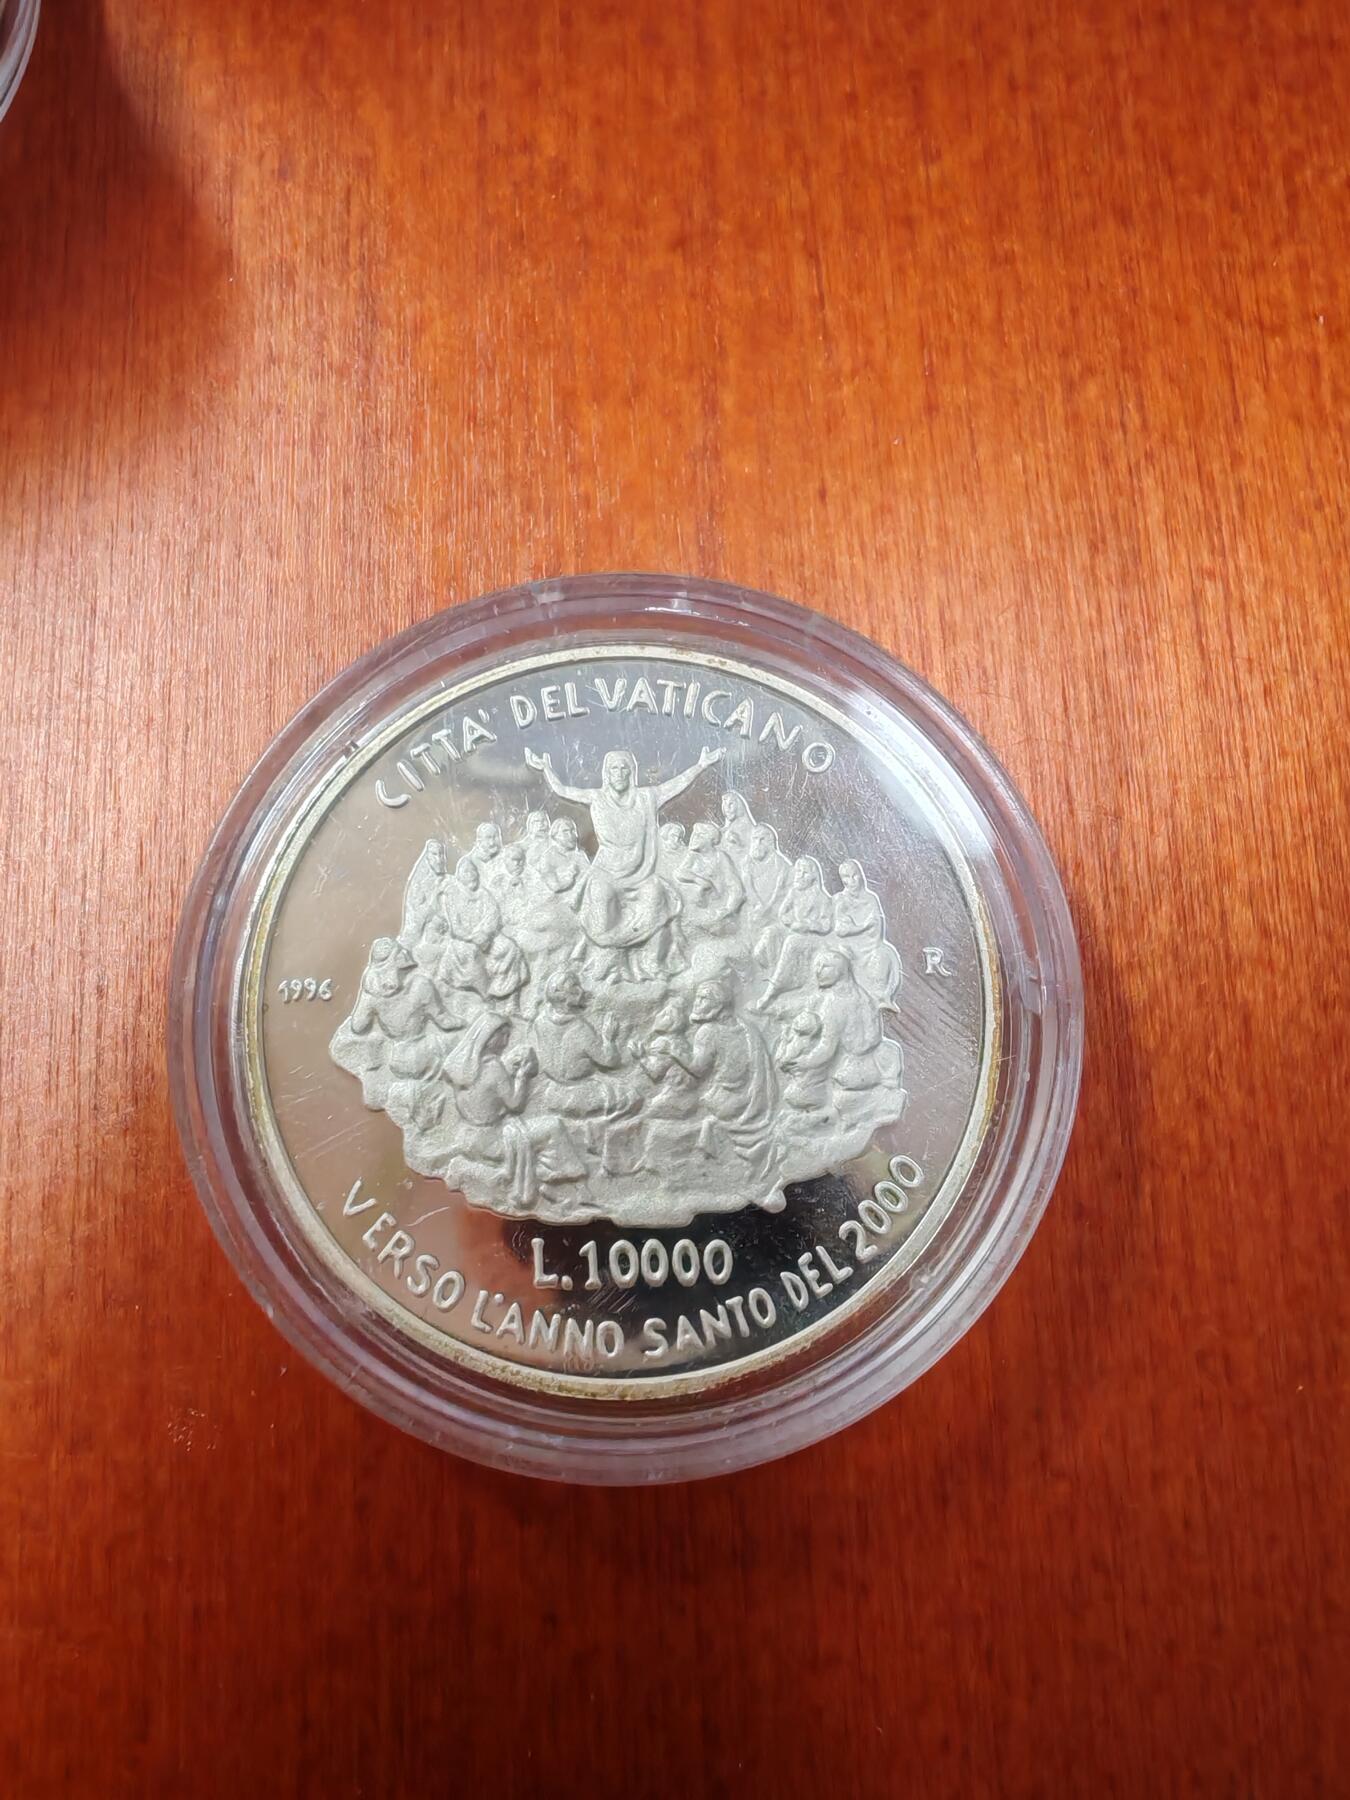 CITTA' DEL VATICANO
1996
R
L.10000
VERSO L'ANNO SANTO DEL 2000